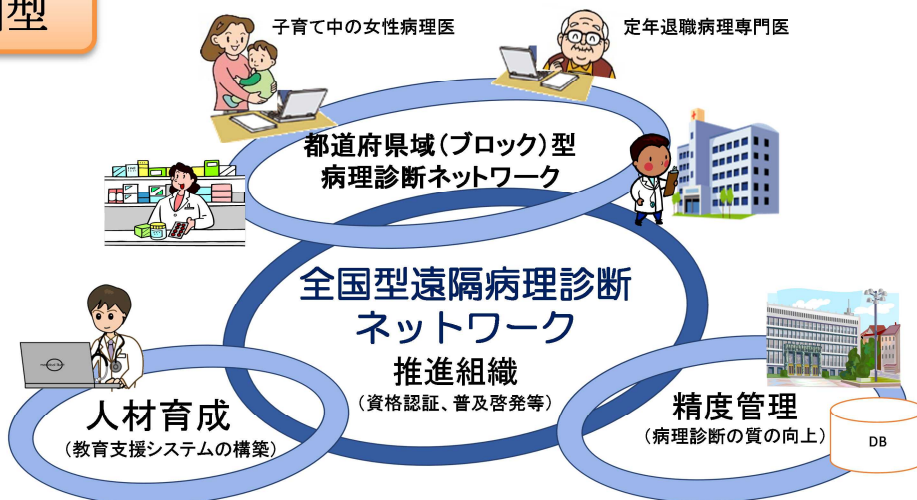 型
子育て中の女性病理医
定年退職病理専門医
都道府県域(ブロック)型
病理診断ネットワーク
全国型遠隔病理診断
ネットワーク
推進組織
(資格認証、普及啓発等)
人材育成
(教育支援システムの構築)
精度管理
(病理診断の質の向上)
DB